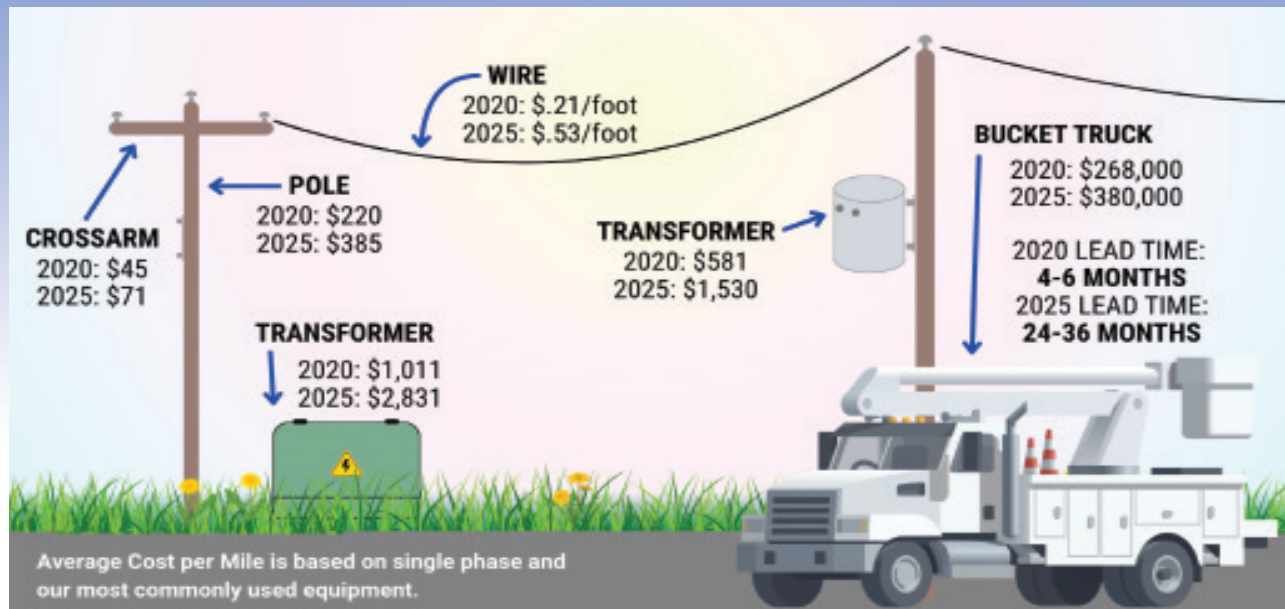 WIRE
2020: $.21/foot
2025: $.53/foot
BUCKET TRUCK
2020: $268,000
2025: $380,000
2020 LEAD TIME:
4-6 MONTHS
2025 LEAD TIME:
24-36 MONTHS
POLE
2020: $220
2025: $385
CROSSARM
2020: $45
2025: $71
TRANSFORMER
2020: $581
2025: $1,530
TRANSFORMER
2020: $1,011
2025: $2,831
Average Cost per Mile is based on single phase and
our most commonly used equipment.